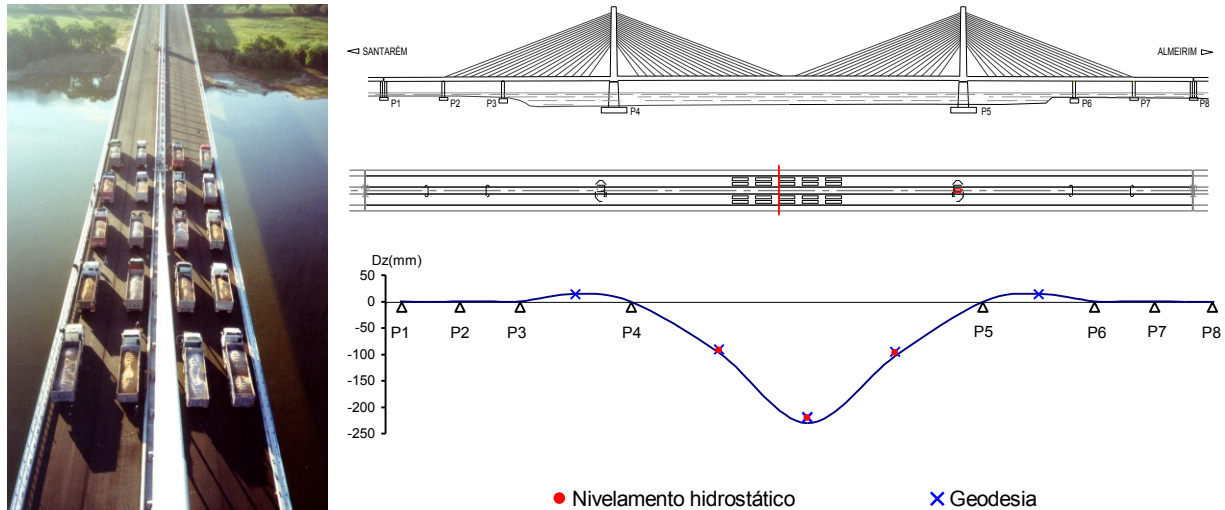 SANTARÉM
ALMEIRIM
P1
P2
P3
P4
P5
P6
P7
P8
Dz(mm)
50
0
-50
-100
-150
-200
-250
P1 P2 P3 P4 P5 P6 P7 P8
Nivelamento hidrostático Geodesia